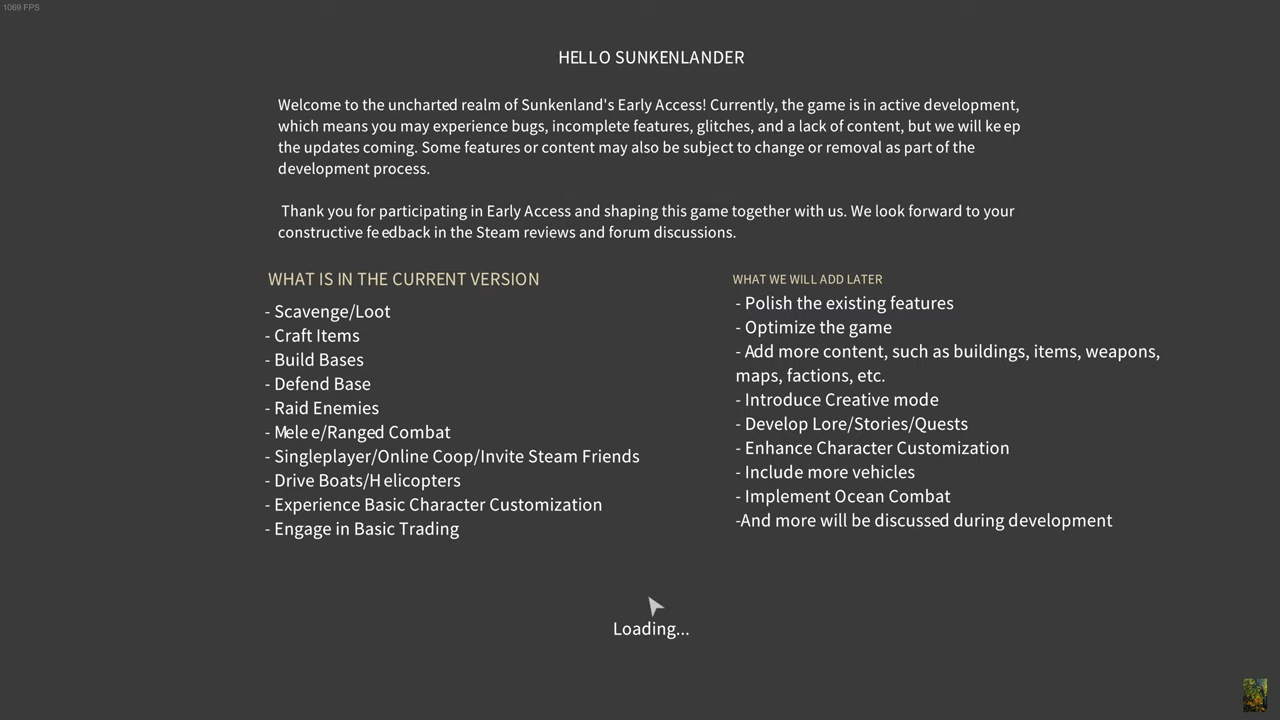 1069 FPS
HELLO SUNKENLANDER
Welcome to the uncharted realm of Sunkenland's Early Access! Currently, the game is in active development,
which means you may experience bugs, incomplete features, glitches, and a lack of content, but we will keep
the updates coming. Some features or content may also be subject to change or removal as part of the
development process.
Thank you for participating in Early Access and shaping this game together with us. We look forward to your
constructive feedback in the Steam reviews and forum discussions.
WHAT IS IN THE CURRENT VERSION
- Scavenge/Loot
- Craft Items
- Build Bases
- Defend Base
- Raid Enemies
- Melee/Ranged Combat
- Singleplayer/Online Coop/Invite Steam Friends
- Drive Boats/Helicopters
- Experience Basic Character Customization
- Engage in Basic Trading
WHAT WE WILL ADD LATER
- Polish the existing features
- Optimize the game
- Add more content, such as buildings, items, weapons,
maps, factions, etc.
- Introduce Creative mode
- Develop Lore/Stories/Quests
- Enhance Character Customization
- Include more vehicles
- Implement Ocean Combat
-And more will be discussed during development
Loading...